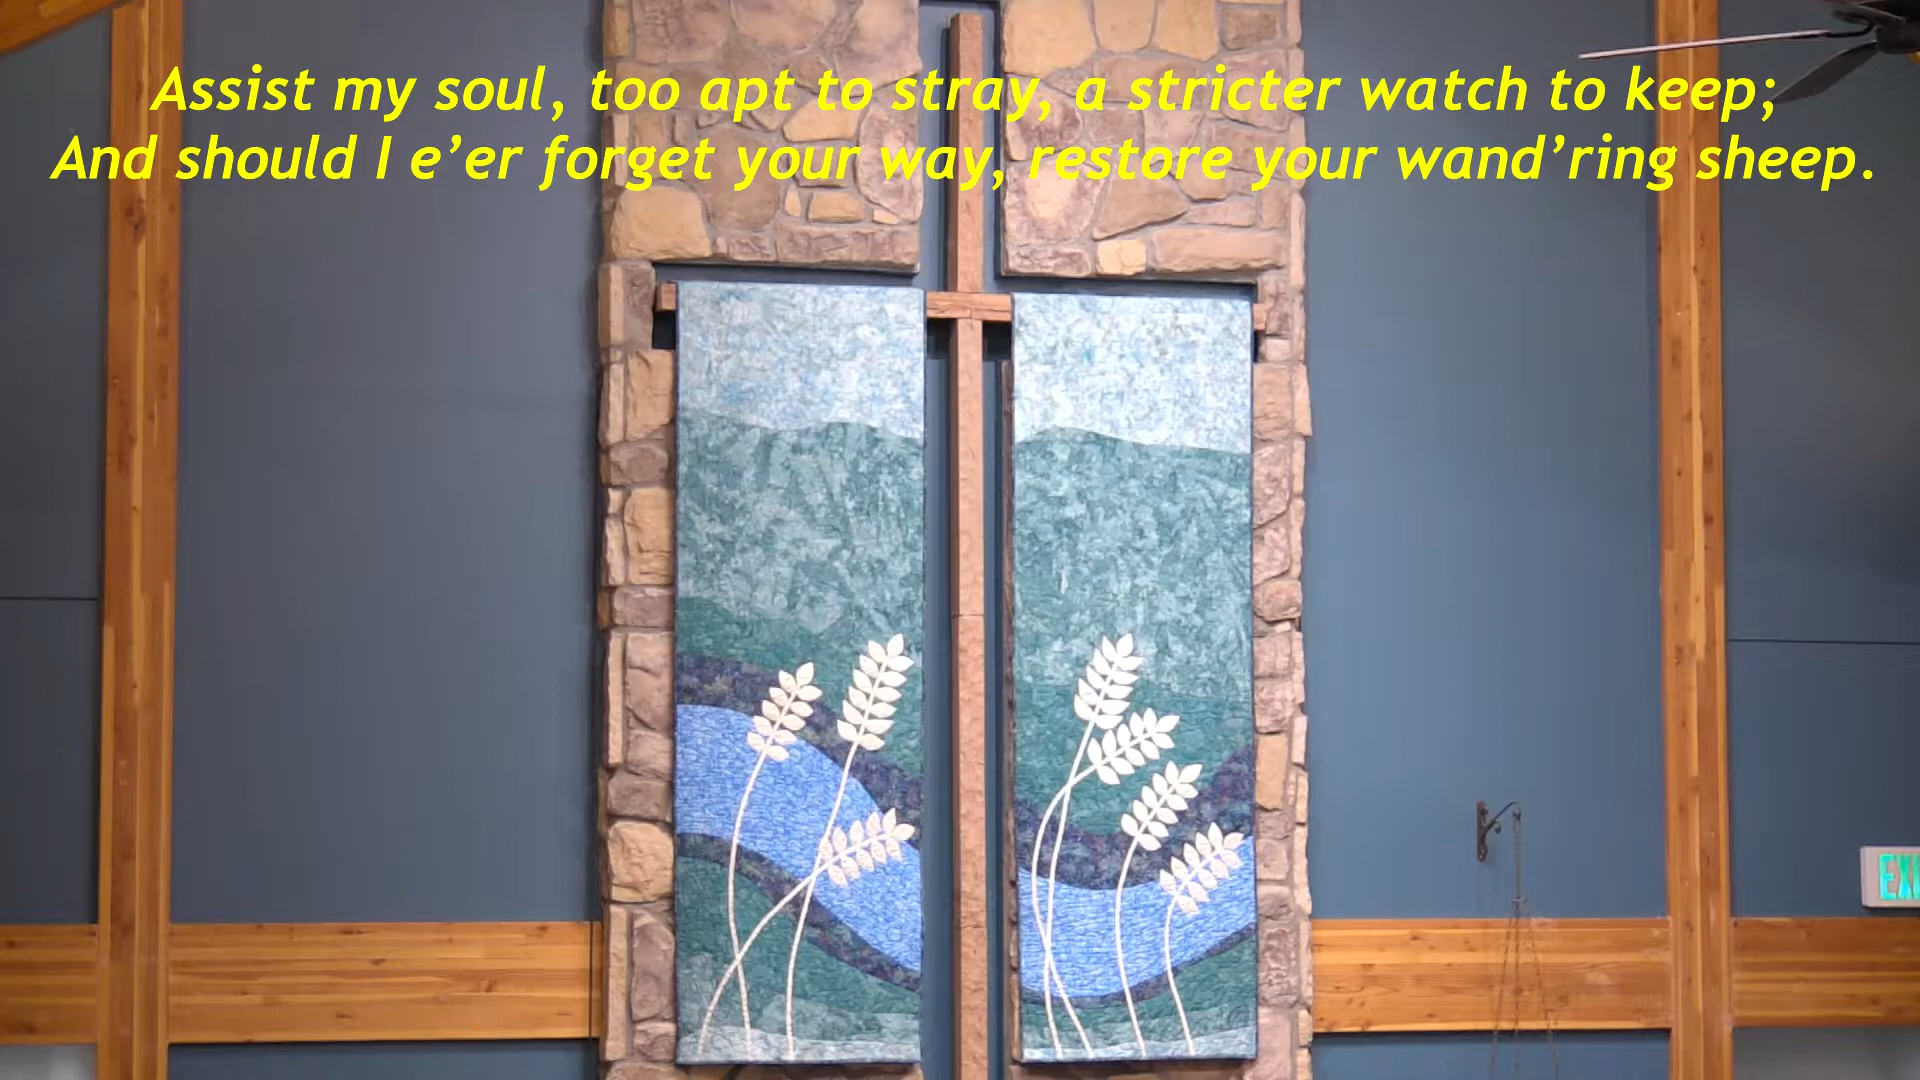 Assist my soul, too apt to stray, a stricter watch to keep;
And should I e’er forget your way, restore your wand’ring sheep.